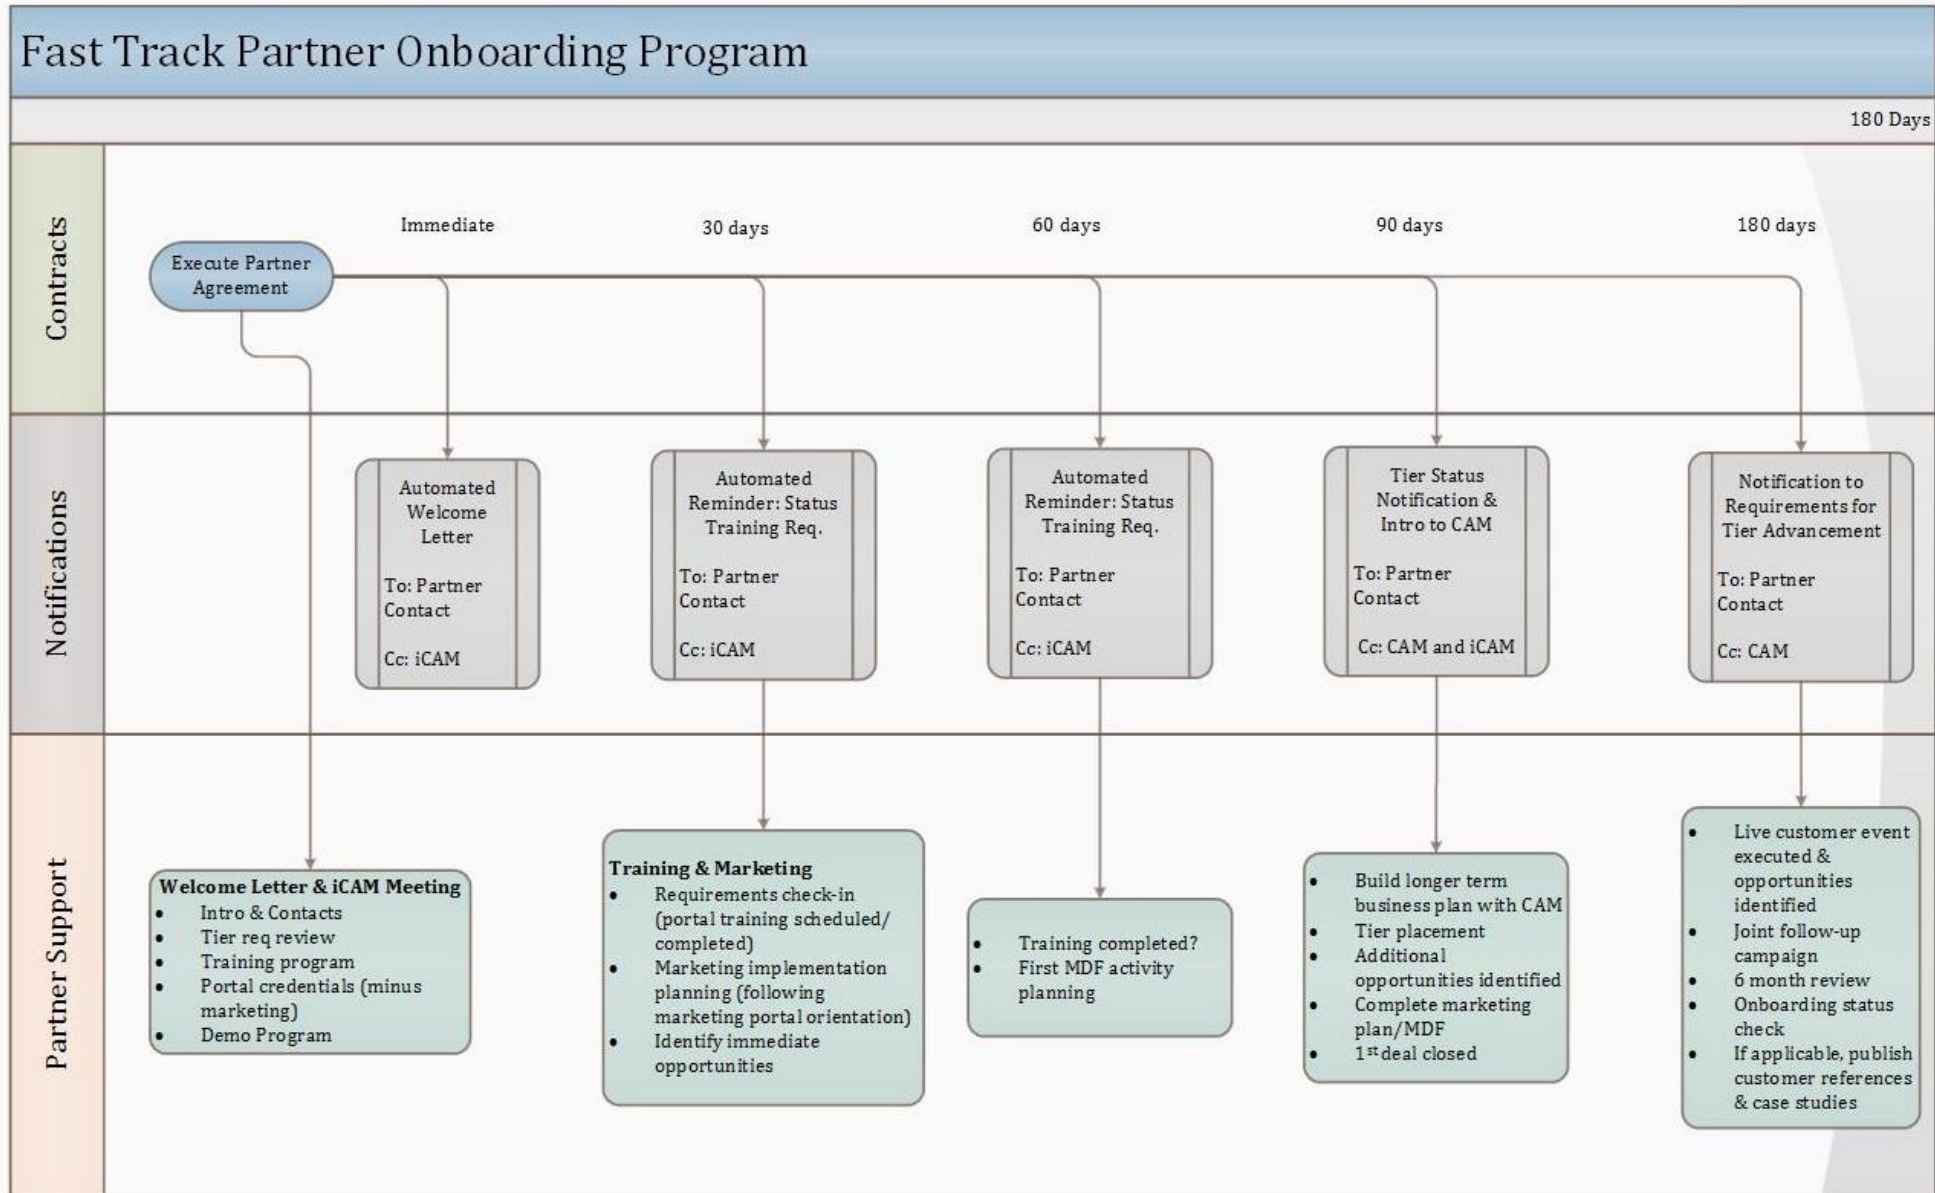 Fast Track Partner Onboarding Program
180 Days
Contracts
Immediate
30 days
60 days
90 days
180 days
Execute Partner
Agreement
Notifications
Automated
Welcome
Letter
To: Partner
Contact
Cc: iCAM
Automated
Reminder: Status
Training Req.
To: Partner
Contact
Cc: iCAM
Automated
Reminder: Status
Training Req.
To: Partner
Contact
Cc: iCAM
Tier Status
Notification &
Intro to CAM
To: Partner
Contact
Cc: CAM and iCAM
Notification to
Requirements for
Tier Advancement
To: Partner
Contact
Cc: CAM
Partner Support
Welcome Letter & iCAM Meeting
• Intro & Contacts
• Tier req review
• Training program
• Portal credentials (minus
marketing)
• Demo Program
Training & Marketing
• Requirements check-in
(portal training scheduled/
completed)
• Marketing implementation
planning (following
marketing portal orientation)
• Identify immediate
opportunities
• Training completed?
• First MDF activity
planning
• Build longer term
business plan with CAM
• Tier placement
• Additional
opportunities identified
• Complete marketing
plan/MDF
• 1st deal closed
• Live customer event
executed &
opportunities
identified
• Joint follow-up
campaign
• 6 month review
• Onboarding status
check
• If applicable, publish
customer references
& case studies